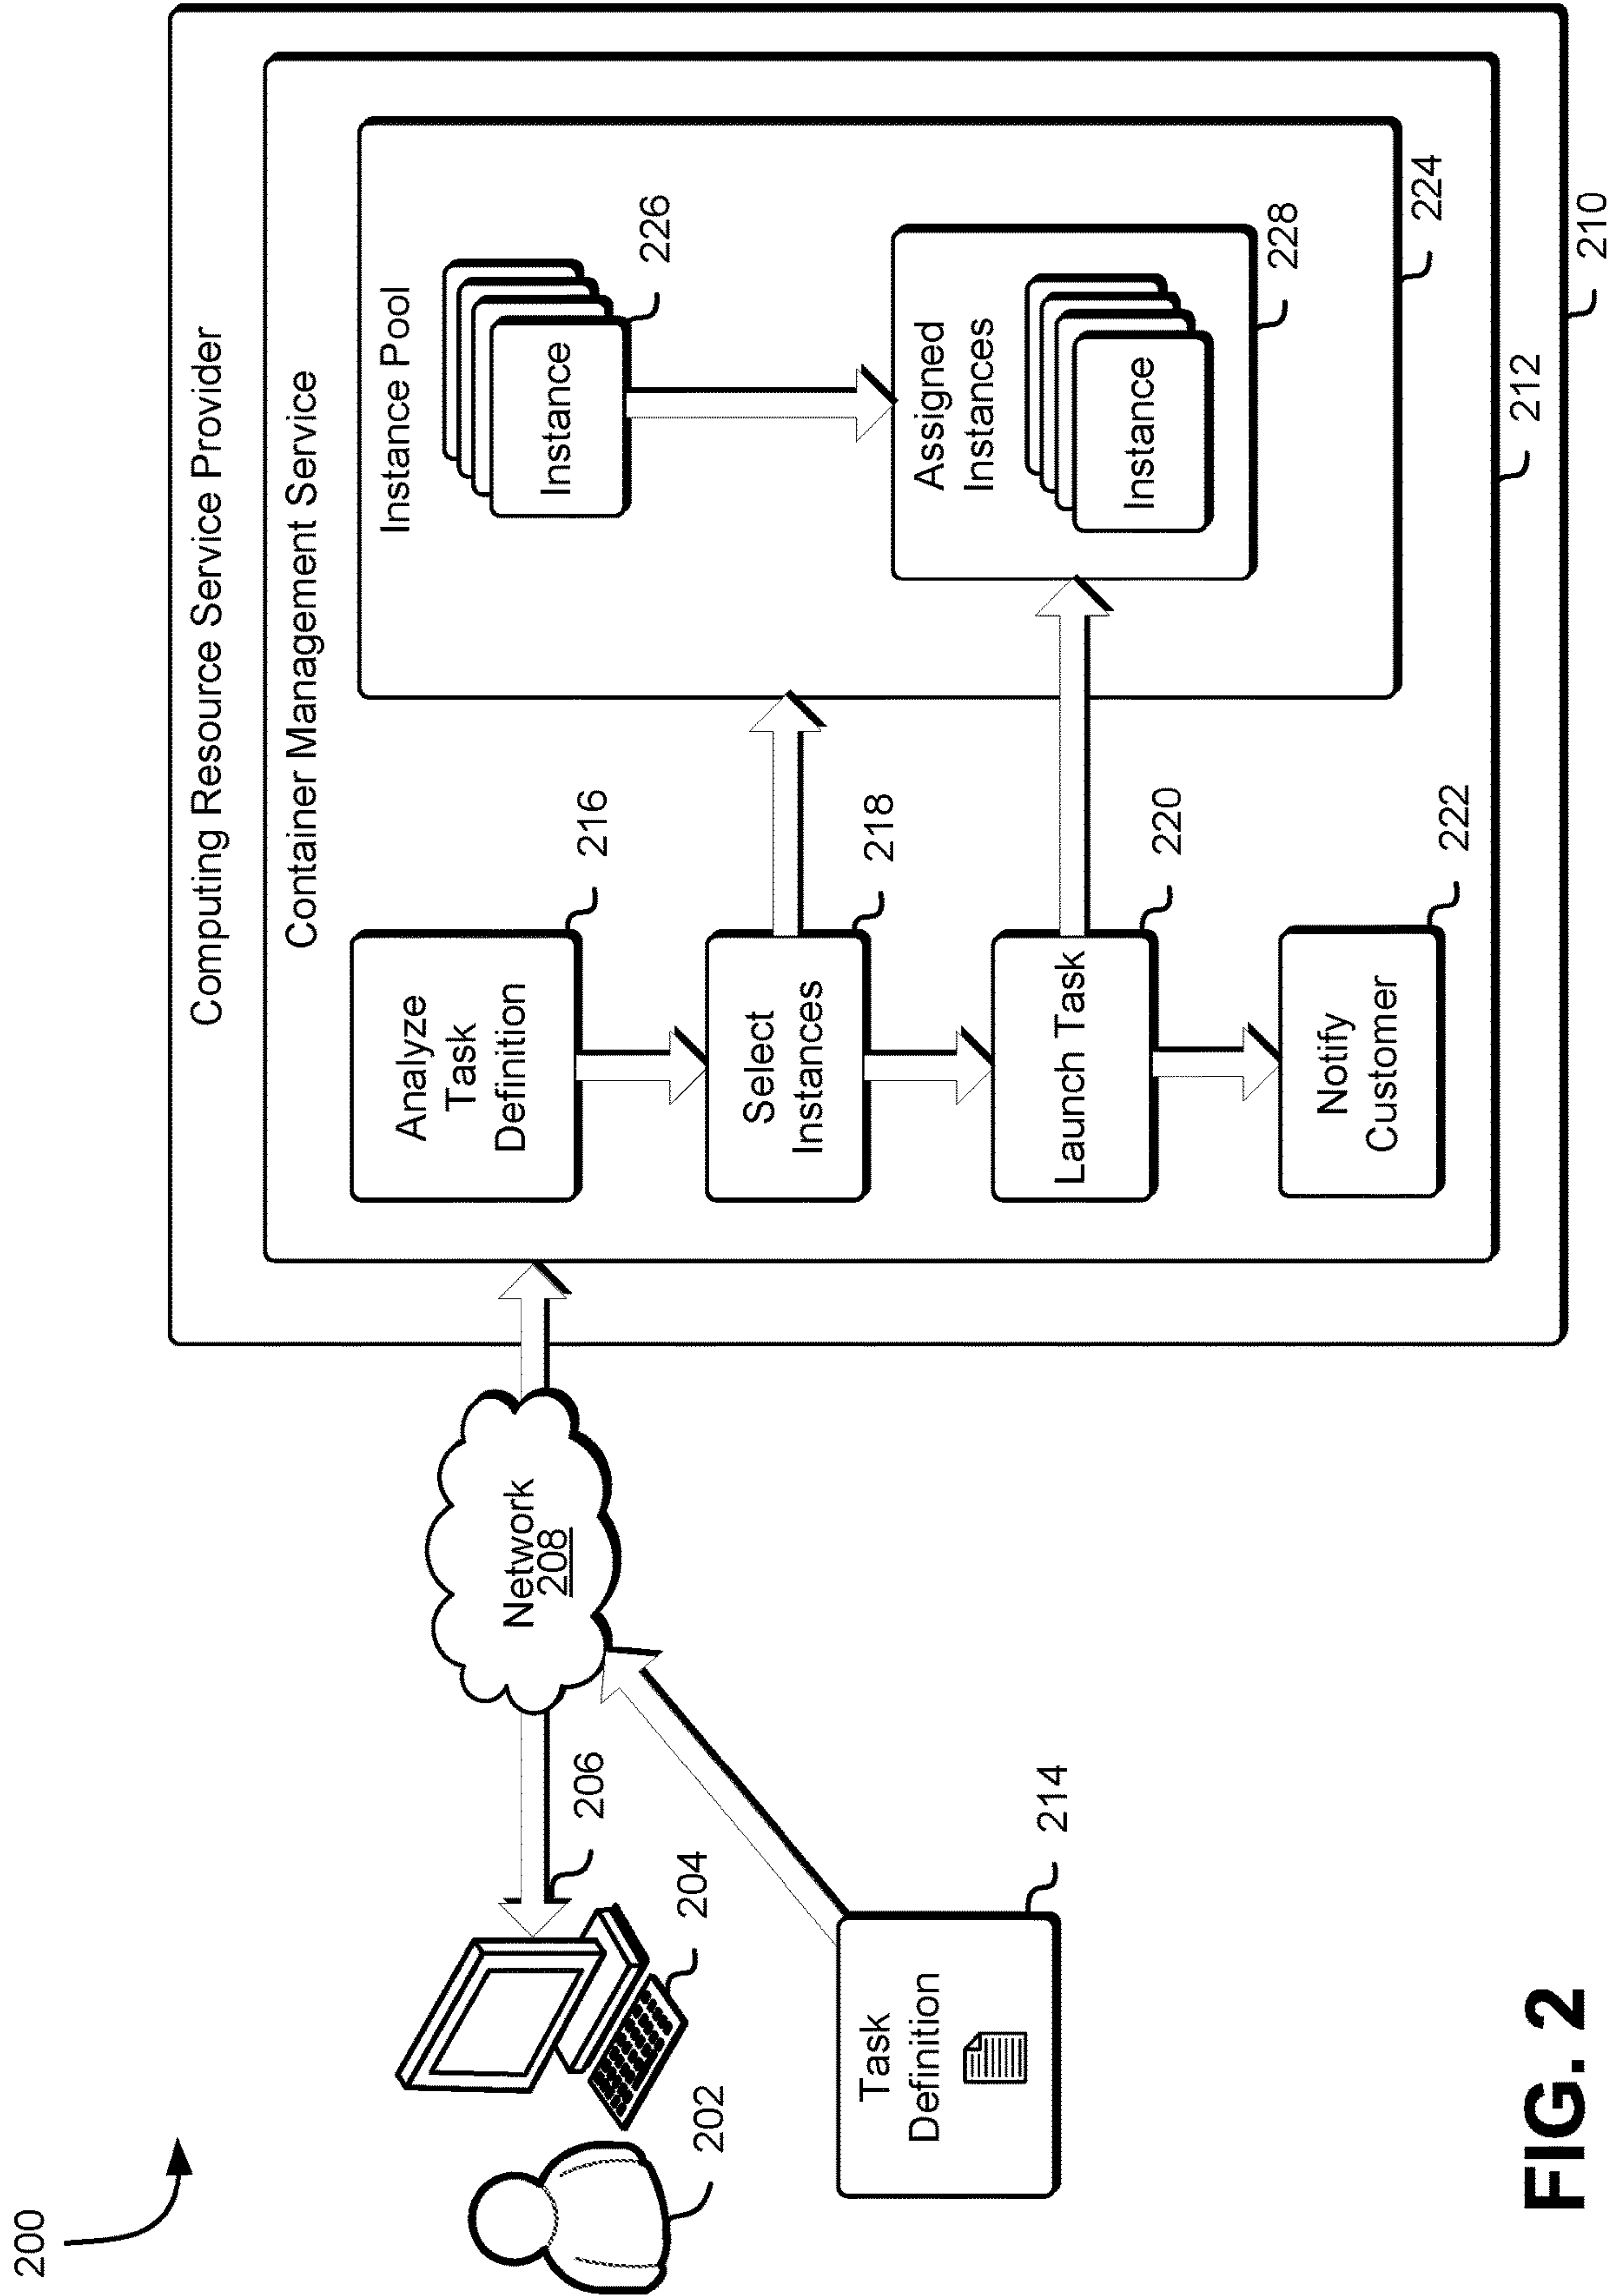 200
Computing Resource Service Provider
Container Management Service
Instance Pool
Instance
226
Assigned
Instances
Instance
228
224
212
210
Analyze
Task
Definition
216
Select
Instances
218
Launch Task
220
Notify
Customer
222
Network
208
206
204
202
Task
Definition
214
FIG. 2